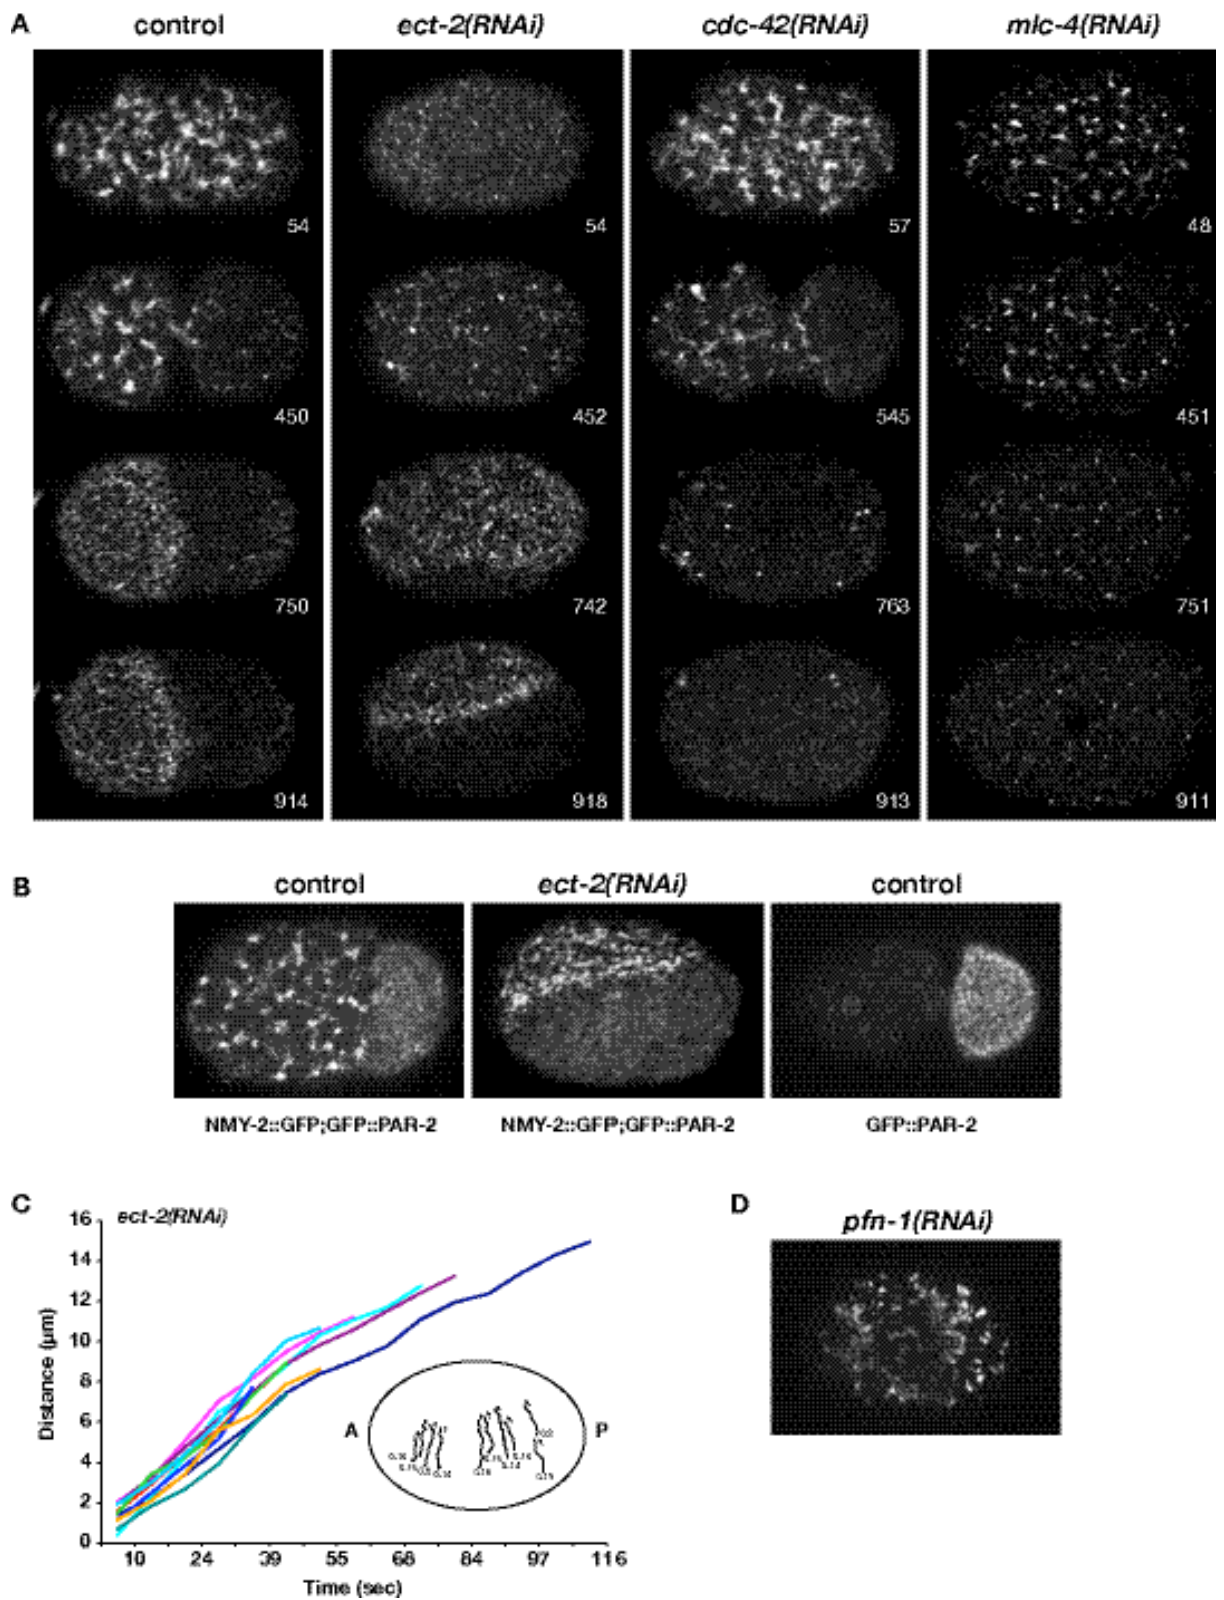 A control ect-2(RNAi) cdc-42(RNAi) mlc-4(RNAi)
54 54 57 48
450 452 545 451
750 742 763 751
914 918 913 911
B control ect-2(RNAi) control
NMY-2::GFP;GFP::PAR-2 NMY-2::GFP;GFP::PAR-2 GFP::PAR-2
C ect-2(RNAi)
16
14
12
10
8
6
4
2
0
Distance (µm)
10 24 39 55 68 84 97 116
Time (sec)
A P
D pfn-1(RNAi)